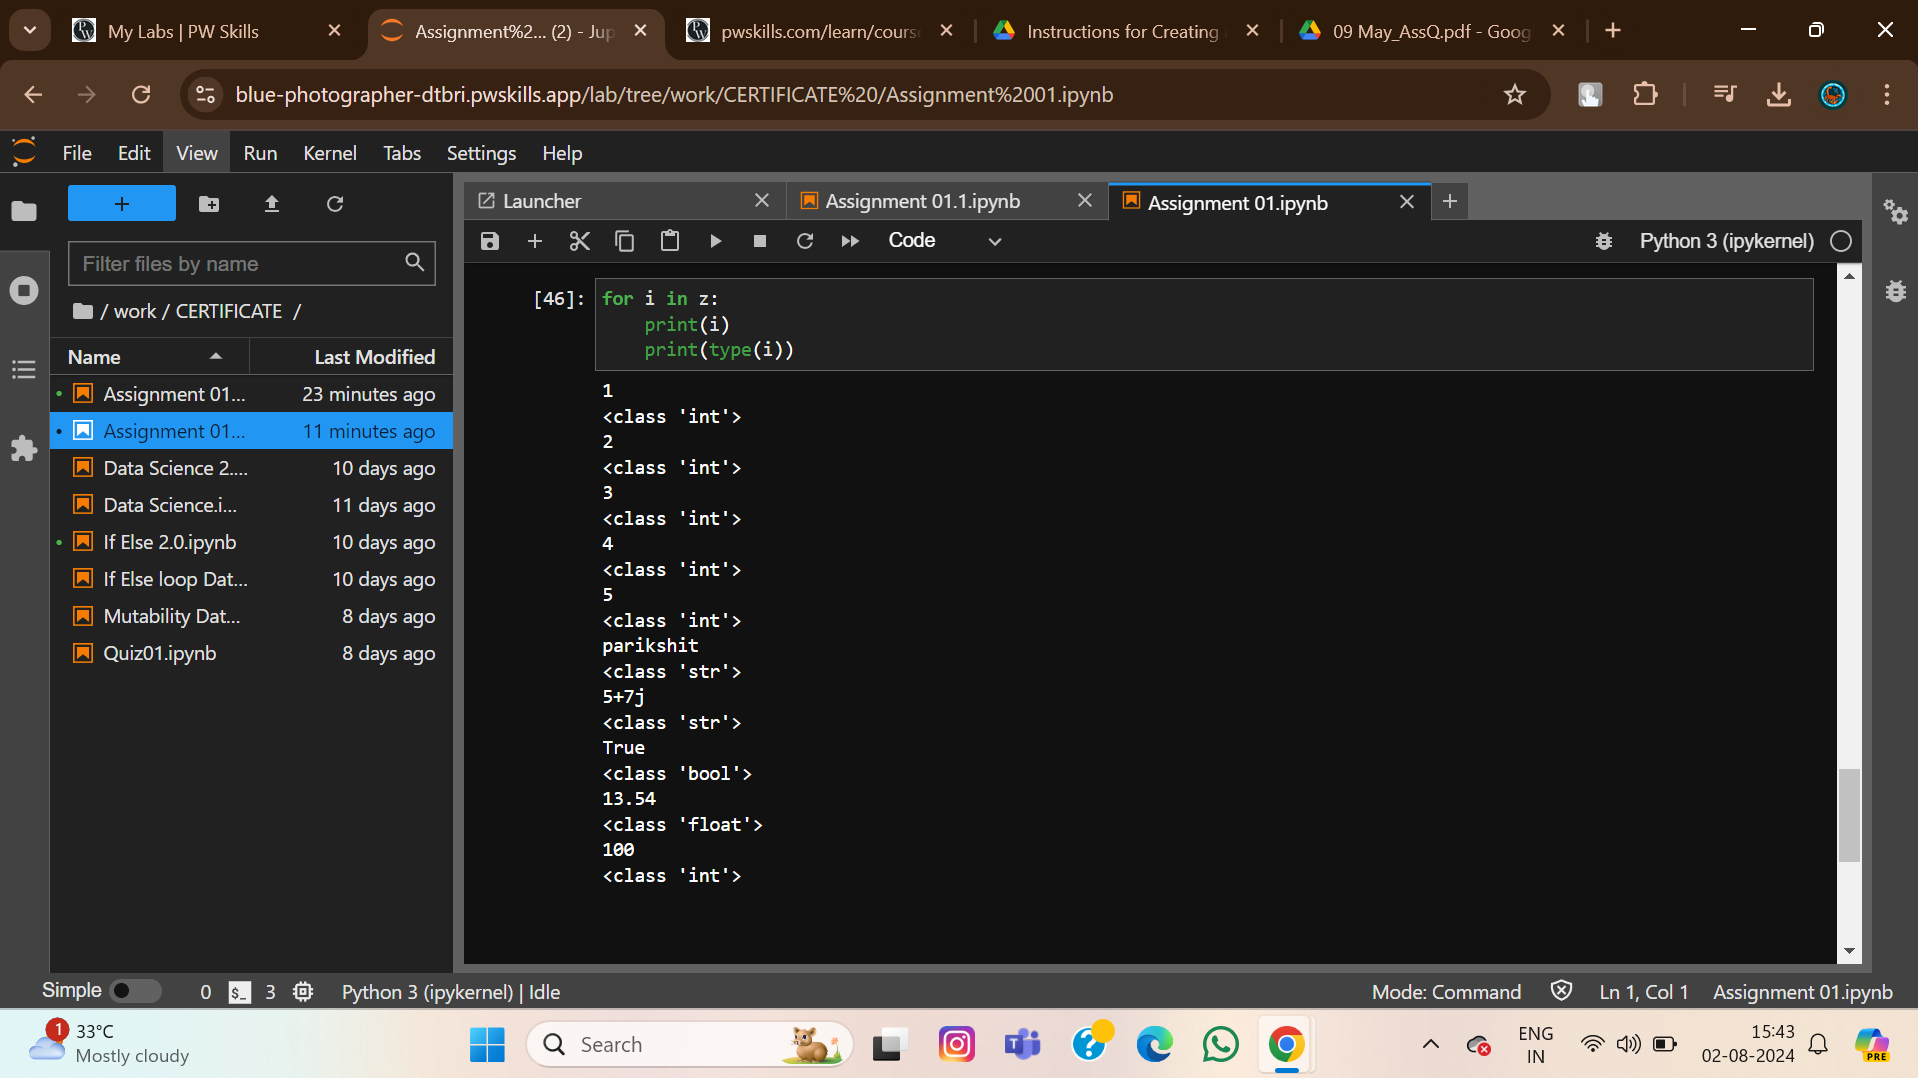 My Labs | PW Skills
Assignment%2... (2) - Jup
pwskills.com/learn/cours
Instructions for Creating
09 May_AssQ.pdf - Goog
blue-photographer-dtbri.pwskills.app/lab/tree/work/CERTIFICATE%20/Assignment%2001.ipynb
File Edit View Run Kernel Tabs Settings Help
Launcher
Assignment 01.1.ipynb
Assignment 01.ipynb
Code
Python 3 (ipykernel)
Filter files by name
/ work / CERTIFICATE /
Name Last Modified
Assignment 01... 23 minutes ago
Assignment 01... 11 minutes ago
Data Science 2.... 10 days ago
Data Science.i... 11 days ago
If Else 2.0.ipynb 10 days ago
If Else loop Dat... 10 days ago
Mutability Dat... 8 days ago
Quiz01.ipynb 8 days ago
[46]: for i in z:
print(i)
print(type(i))
1
<class 'int'>
2
<class 'int'>
3
<class 'int'>
4
<class 'int'>
5
<class 'int'>
parikshit
<class 'str'>
5+7j
<class 'str'>
True
<class 'bool'>
13.54
<class 'float'>
100
<class 'int'>
Simple 0 $_ 3 Python 3 (ipykernel) | Idle
Mode: Command Ln 1, Col 1 Assignment 01.ipynb
1
33°C
Mostly cloudy
Search
ENG
IN
15:43
02-08-2024
PRE